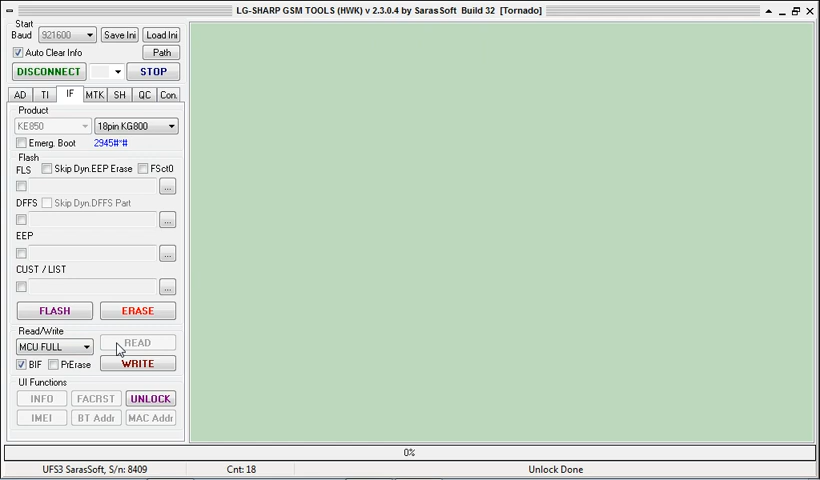 LG-SHARP GSM TOOLS (HWK) v 2.3.0.4 by SarasSoft Build 32 [Tornado]
Start
Baud 921600 Save Ini Load Ini
Auto Clear Info Path
DISCONNECT STOP
AD TI IF MTK SH QC Con.
Product
KE850 18pin KG800
Emerg. Boot 2945#*#
Flash
FLS Skip Dyn.EEP Erase FSct0
...
DFFS Skip Dyn.DFFS Part
...
EEP
...
CUST / LIST
...
FLASH ERASE
Read/Write
MCU FULL READ
BIF PrErase WRITE
UI Functions
INFO FACRST UNLOCK
IMEI BT Addr MAC Addr
0%
UFS3 SarasSoft, S/n: 8409 Cnt: 18 Unlock Done